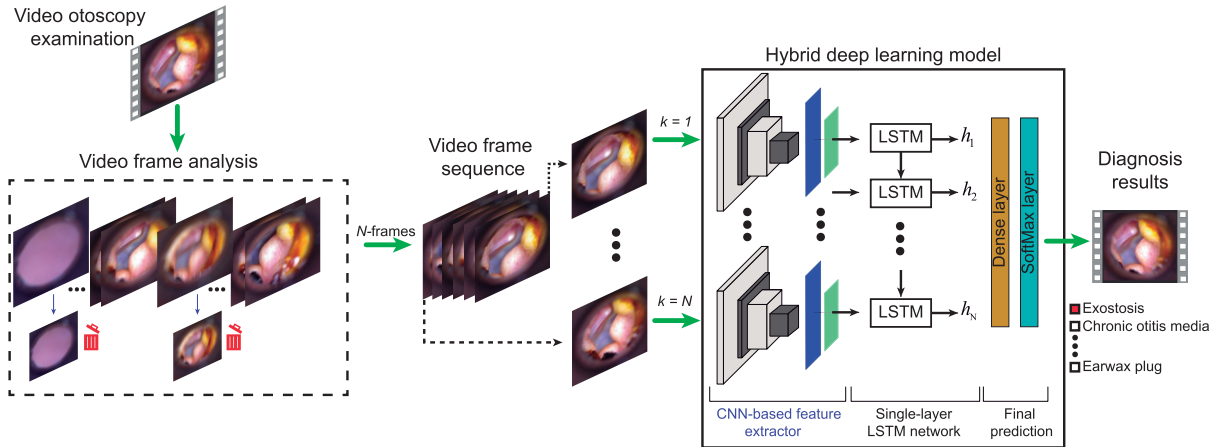 Video otoscopy
examination
Video frame analysis
N-frames
Video frame
sequence
k = 1
k = N
Hybrid deep learning model
LSTM
h1
LSTM
h2
LSTM
hN
Dense layer
SoftMax layer
CNN-based feature
extractor
Single-layer
LSTM network
Final
prediction
Diagnosis
results
Exostosis
Chronic otitis media
Earwax plug